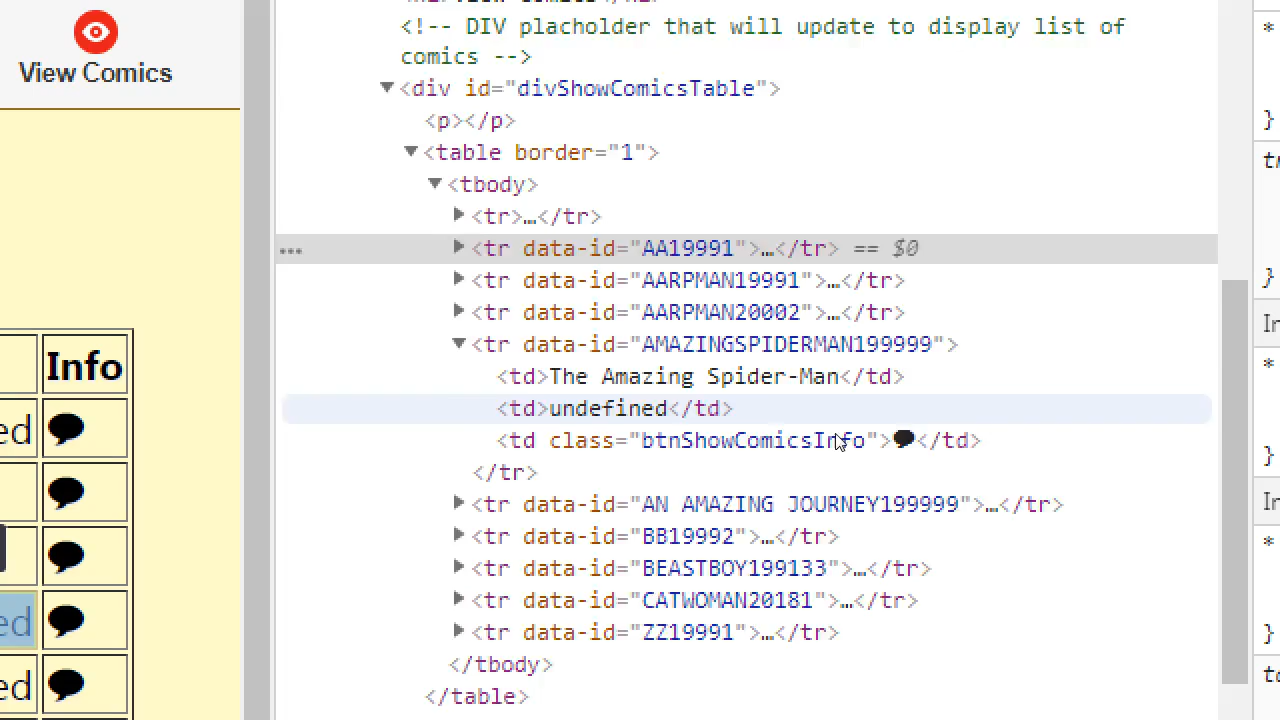 View Comics
<!-- DIV placholder that will update to display list of
comics -->
<div id="divShowComicsTable">
<p></p>
<table border="1">
<tbody>
<tr>…</tr>
<tr data-id="AA19991">…</tr> == $0
<tr data-id="AARPMAN19991">…</tr>
<tr data-id="AARPMAN20002">…</tr>
<tr data-id="AMAZINGSPIDERMAN199999">
<td>The Amazing Spider-Man</td>
<td>undefined</td>
<td class="btnShowComicsInfo">🗩</td>
</tr>
<tr data-id="AN AMAZING JOURNEY199999">…</tr>
<tr data-id="BB19992">…</tr>
<tr data-id="BEASTBOY199133">…</tr>
<tr data-id="CATWOMAN20181">…</tr>
<tr data-id="ZZ19991">…</tr>
</tbody>
</table>
Info
ed
ed
ed
*
}
}
*
}
*
}